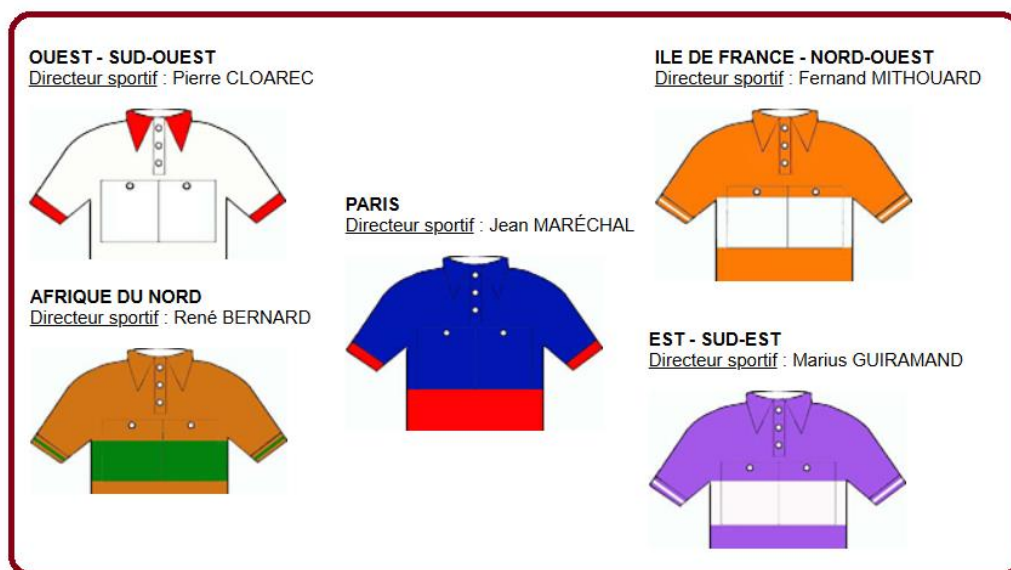 OUEST - SUD-OUEST
Directeur sportif : Pierre CLOAREC
ILE DE FRANCE - NORD-OUEST
Directeur sportif : Fernand MITHOUARD
PARIS
Directeur sportif : Jean MARÉCHAL
AFRIQUE DU NORD
Directeur sportif : René BERNARD
EST - SUD-EST
Directeur sportif : Marius GUIRAMAND